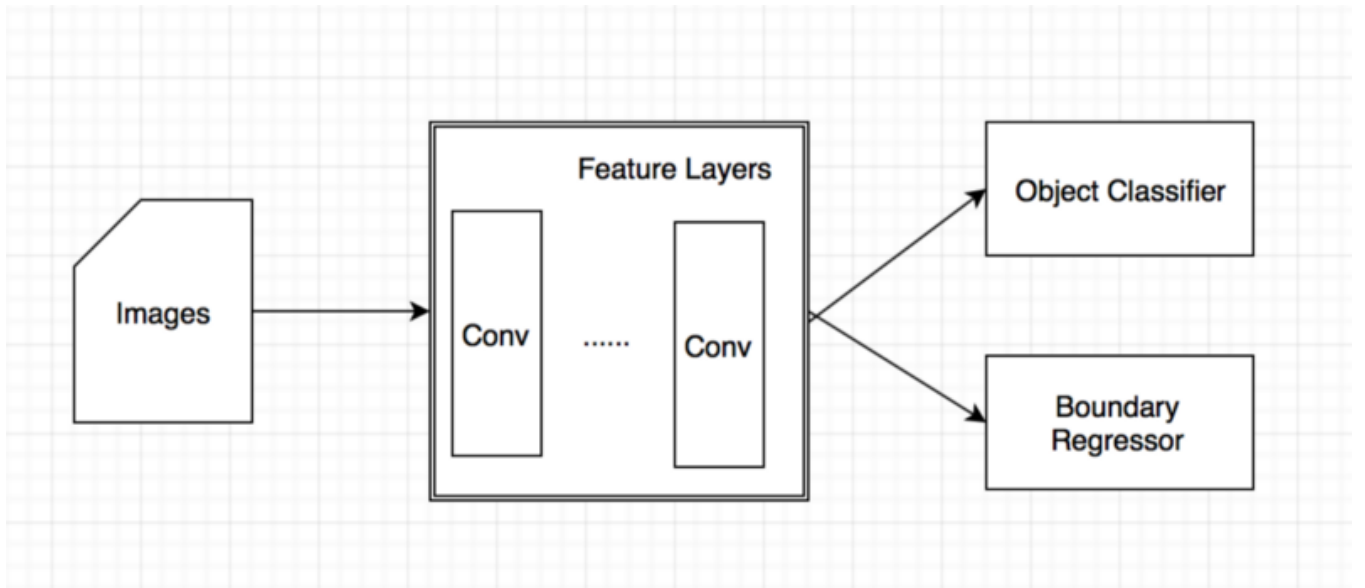 Images
Feature Layers
Conv
......
Conv
Object Classifier
Boundary
Regressor